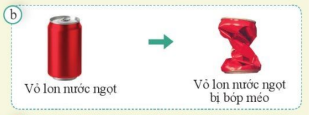 b
Vỏ lon nước ngọt
Vỏ lon nước ngọt
bị bóp méo